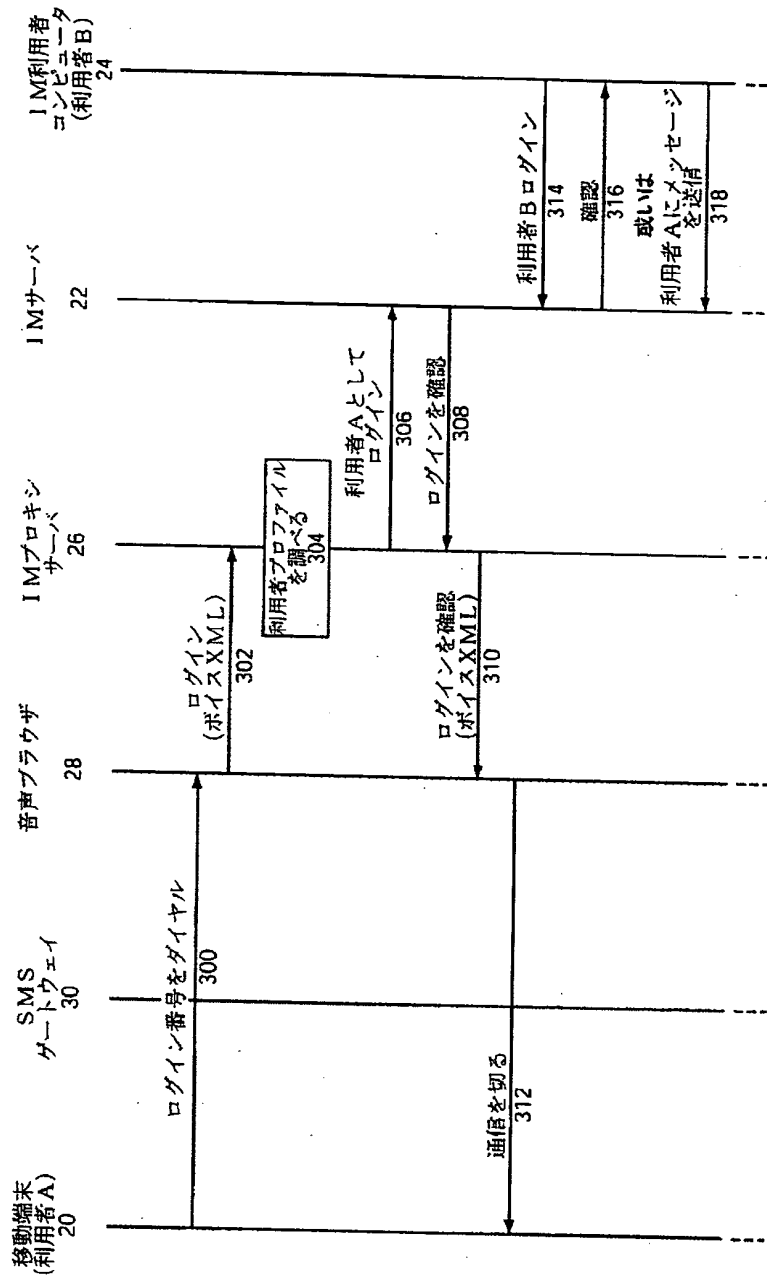 移動端末
(利用者A)
20
SMS
ゲートウェイ
30
音声ブラウザ
28
IMプロキシ
サーバ
26
IMサーバ
22
IM利用者
コンピュータ
(利用者B)
24
ログイン番号をダイヤル
300
ログイン
(ボイスXML)
302
利用者プロファイル
を調べる
304
利用者Aとして
ログイン
306
ログインを確認
308
ログインを確認
(ボイスXML)
310
通信を切る
312
利用者Bログイン
314
確認
316
或いは
利用者Aにメッセージ
を送信
318